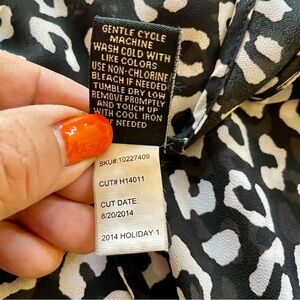 GENTLE CYCLE
MACHINE
WASH COLD WITH
LIKE COLORS
USE NON-CHLORINE
BLEACH IF NEEDED
TUMBLE DRY LOW
REMOVE PROMPTLY
AND TOUCH UP
WITH COOL IRON
IF NEEDED
SKU#:10227409
CUT# H14011
CUT DATE:
8/20/2014
2014 HOLIDAY 1